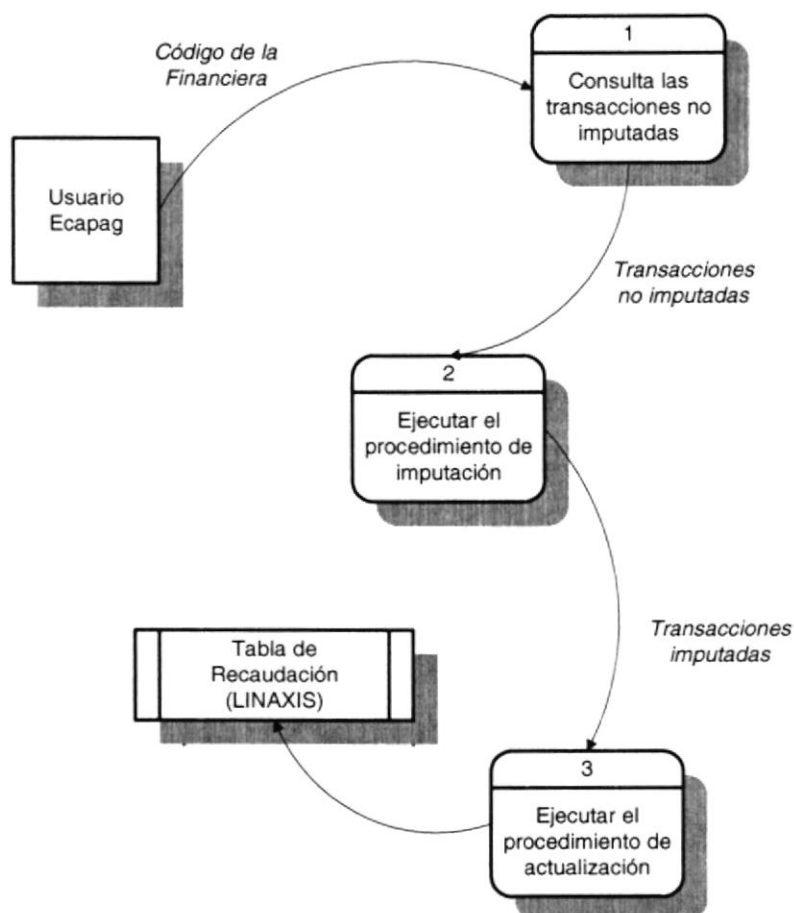 Código de la
Financiera
1
Consulta las
transacciones no
imputadas
Usuario
Ecapag
Transacciones
no imputadas
2
Ejecutar el
procedimiento de
imputación
Transacciones
imputadas
Tabla de
Recaudación
(LINAXIS)
3
Ejecutar el
procedimiento de
actualización